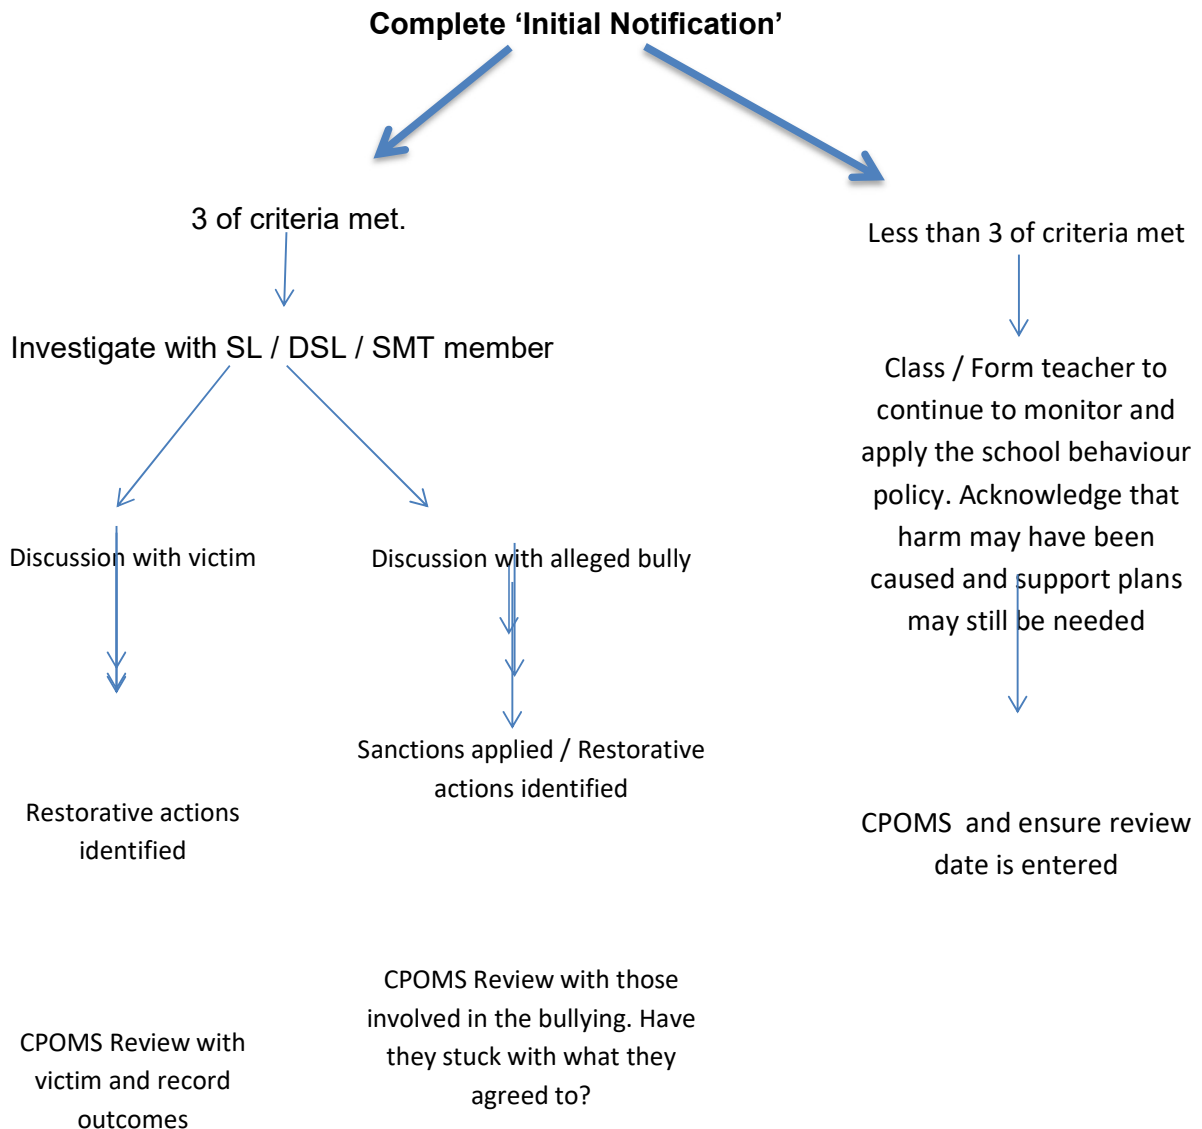 Complete ‘Initial Notification’
3 of criteria met.
Less than 3 of criteria met
Investigate with SL / DSL / SMT member
Class / Form teacher to
continue to monitor and
apply the school behaviour
policy. Acknowledge that
harm may have been
caused and support plans
may still be needed
Discussion with victim
Discussion with alleged bully
Sanctions applied / Restorative
actions identified
Restorative actions
identified
CPOMS  and ensure review
date is entered
CPOMS Review with those
involved in the bullying. Have
they stuck with what they
agreed to?
CPOMS Review with
victim and record
outcomes